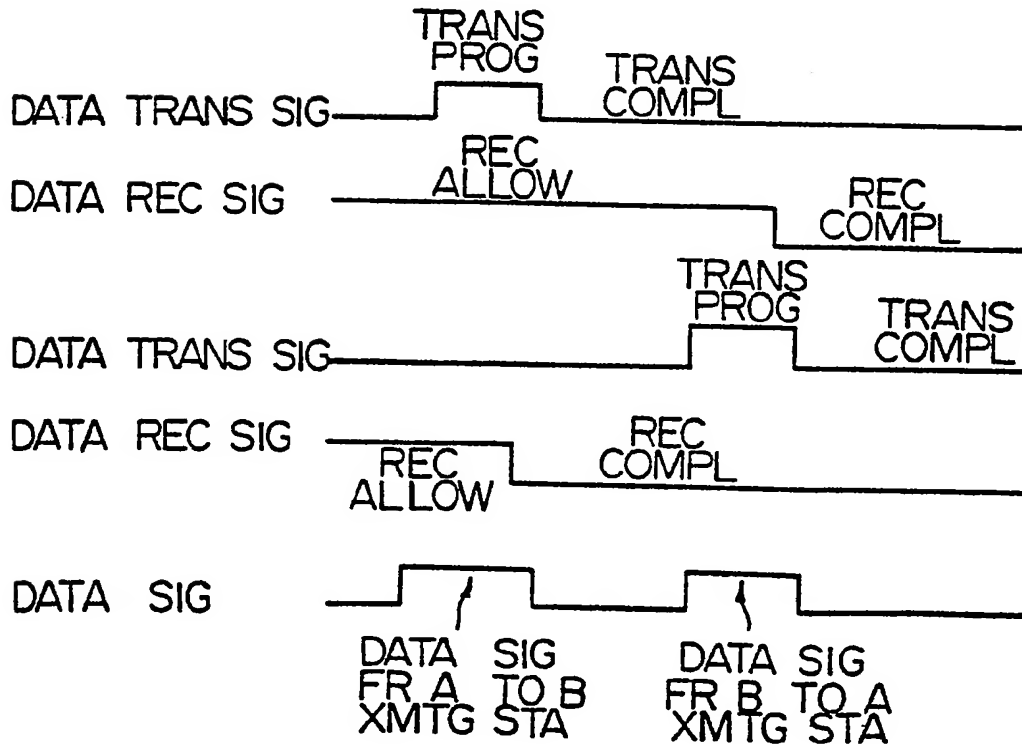 TRANS
PROG
TRANS
COMPL
DATA TRANS SIG
REC
ALLOW
DATA REC SIG
REC
COMPL
TRANS
PROG
TRANS
COMPL
DATA TRANS SIG
DATA REC SIG
REC
ALLOW
REC
COMPL
DATA SIG
DATA SIG
FR A TO B
XMTG STA
DATA SIG
FR B TO A
XMTG STA